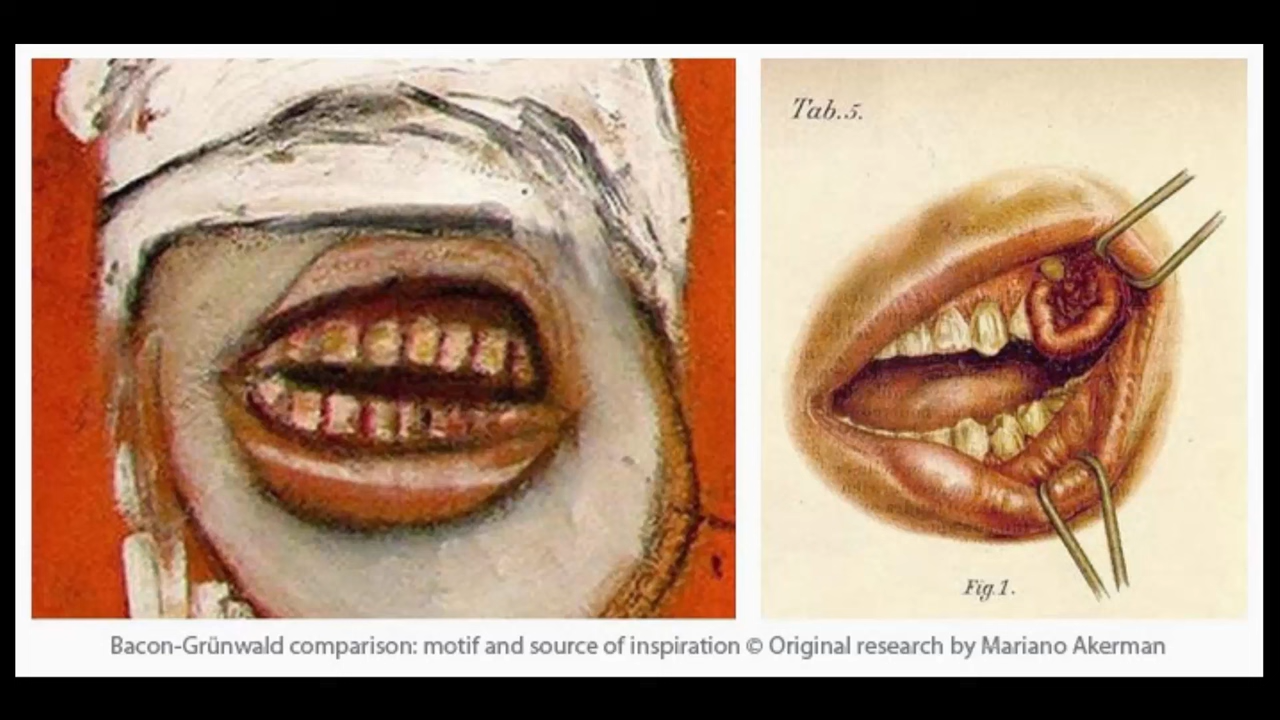 Tab.5.
Fig.1.
Bacon-Grünwald comparison: motif and source of inspiration © Original research by Mariano Akerman